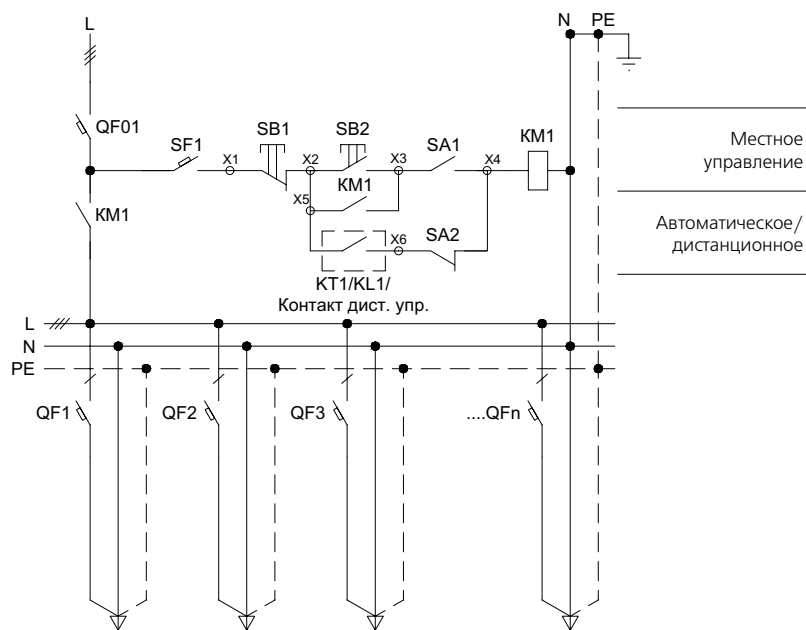 L
N PE
QF01
SF1 X1 SB1 X2 SB2 X3 SA1 X4 KM1
Местное
управление
KM1
X5 KM1
X6 SA2
Автоматическое/
дистанционное
KT1/KL1/
Контакт дист. упр.
L
N
PE
QF1 QF2 QF3 ....QFn